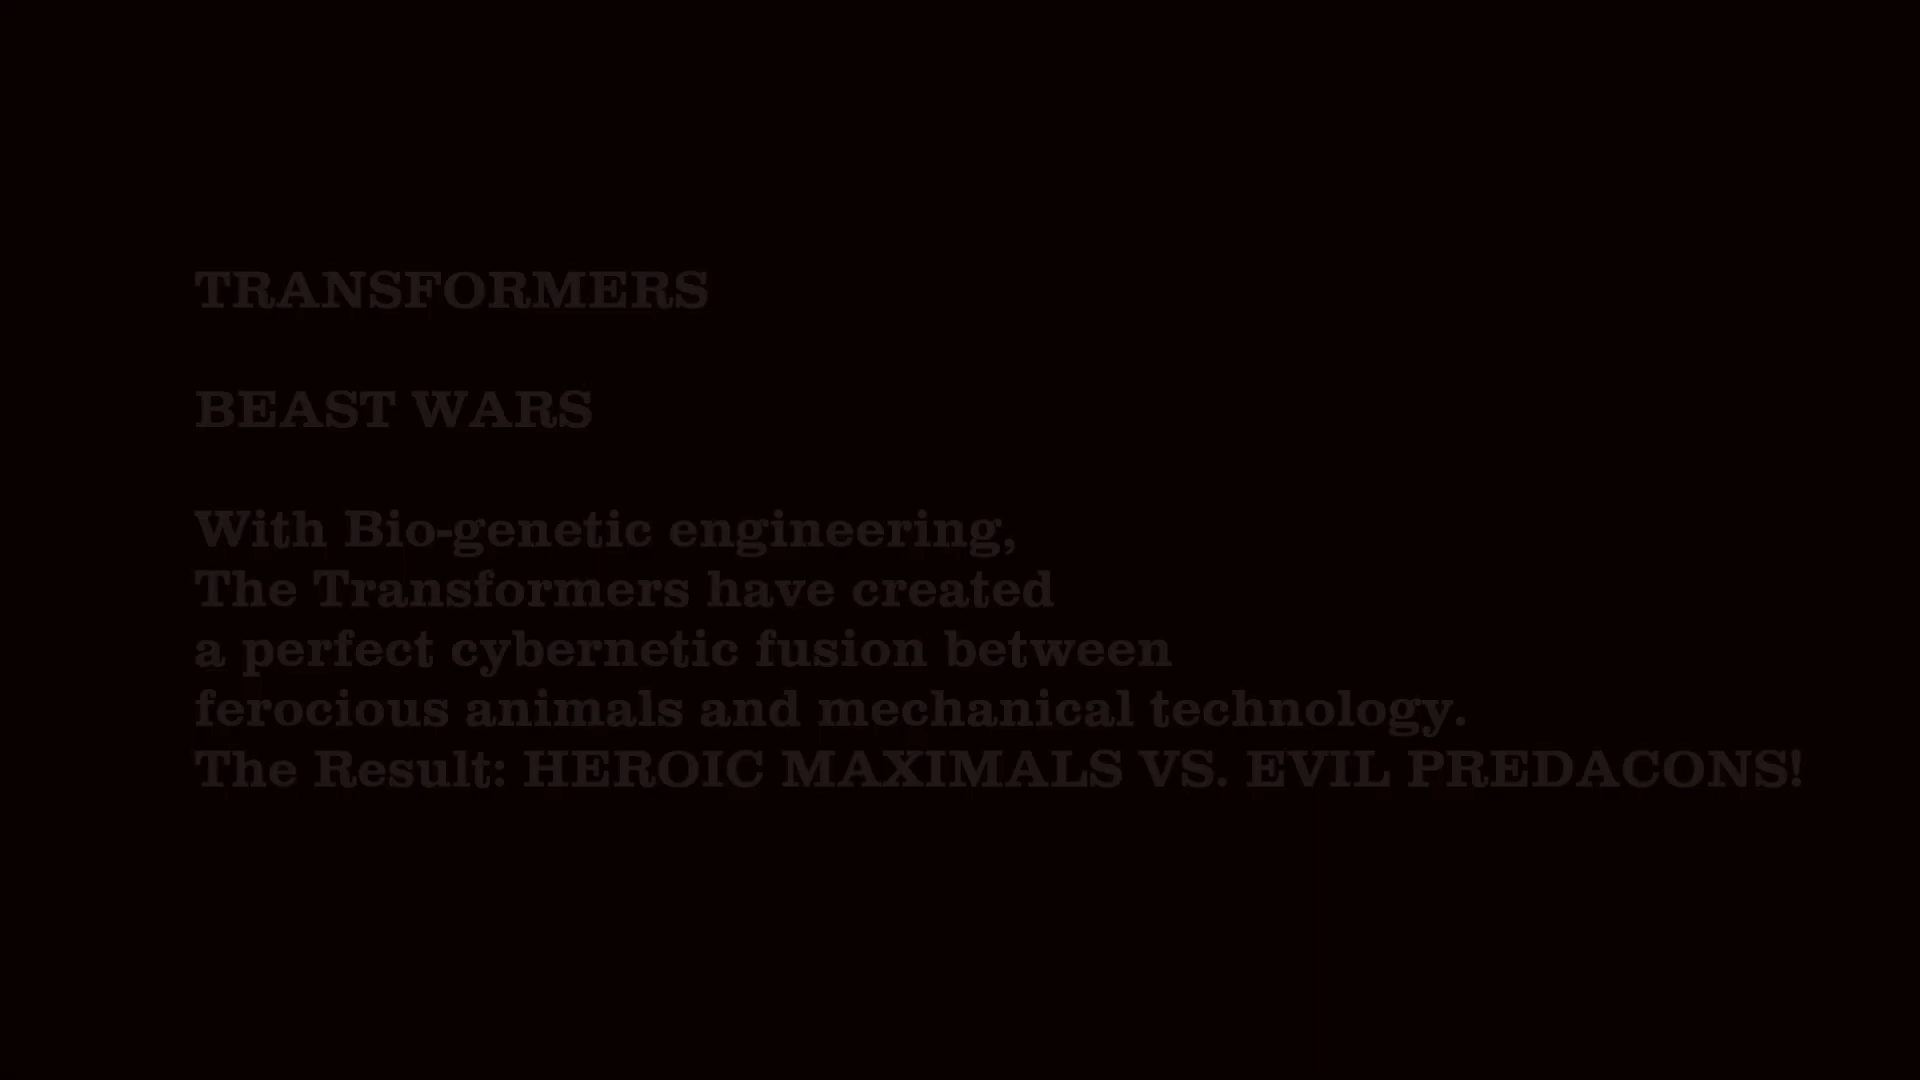 TRANSFORMERS
BEAST WARS
With Bio-genetic engineering,
The Transformers have created
a perfect cybernetic fusion between
ferocious animals and mechanical technology.
The Result: HEROIC MAXIMALS VS. EVIL PREDACONS!